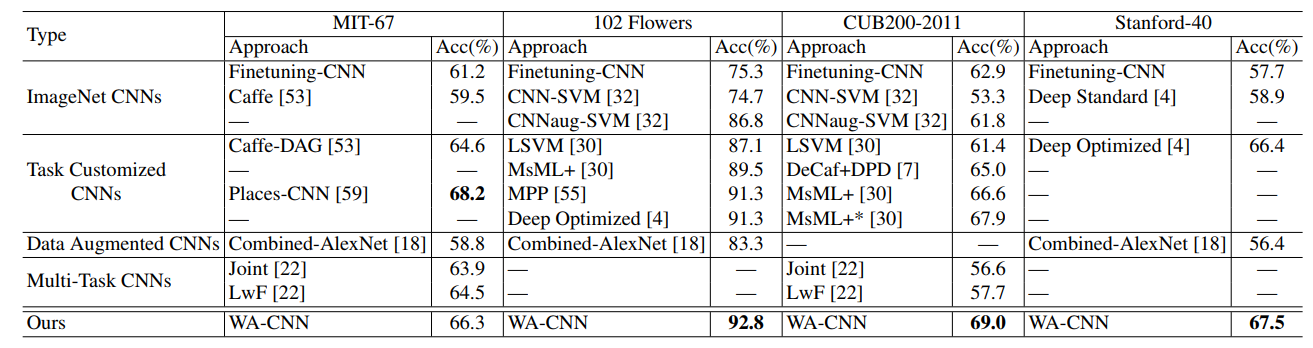 Type MIT-67 102 Flowers CUB200-2011 Stanford-40
Approach Acc(%) Approach Acc(%) Approach Acc(%) Approach Acc(%)
ImageNet CNNs Finetuning-CNN 61.2 Finetuning-CNN 75.3 Finetuning-CNN 62.9 Finetuning-CNN 57.7
Caffe [53] 59.5 CNN-SVM [32] 74.7 CNN-SVM [32] 53.3 Deep Standard [4] 58.9
— — CNNaug-SVM [32] 86.8 CNNaug-SVM [32] 61.8 — —
Task Customized CNNs Caffe-DAG [53] 64.6 LSVM [30] 87.1 LSVM [30] 61.4 Deep Optimized [4] 66.4
— — MsML+ [30] 89.5 DeCaf+DPD [7] 65.0 — —
Places-CNN [59] 68.2 MPP [55] 91.3 MsML+ [30] 66.6 — —
— — Deep Optimized [4] 91.3 MsML+* [30] 67.9 — —
Data Augmented CNNs Combined-AlexNet [18] 58.8 Combined-AlexNet [18] 83.3 — — Combined-AlexNet [18] 56.4
Multi-Task CNNs Joint [22] 63.9 — — Joint [22] 56.6 — —
LwF [22] 64.5 — — LwF [22] 57.7 — —
Ours WA-CNN 66.3 WA-CNN 92.8 WA-CNN 69.0 WA-CNN 67.5